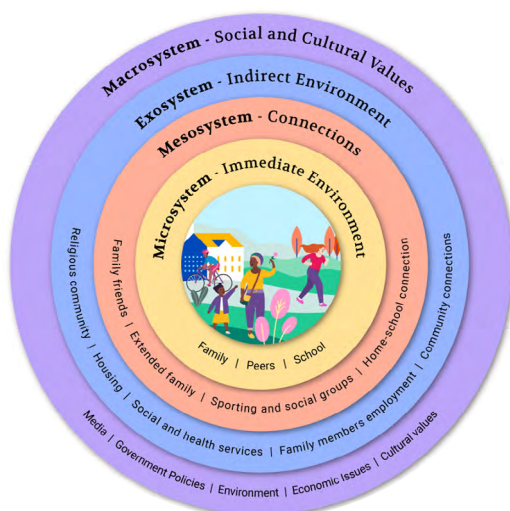 Macrosystem - Social and Cultural Values
Exosystem - Indirect Environment
Mesosystem - Connections
Microsystem - Immediate Environment
Family | Peers | School
Family friends | Extended family | Sporting and social groups | Home-school connection
Religious community | Housing | Social and health services | Family members employment | Community connections
Media | Government Policies | Environment | Economic Issues | Cultural values